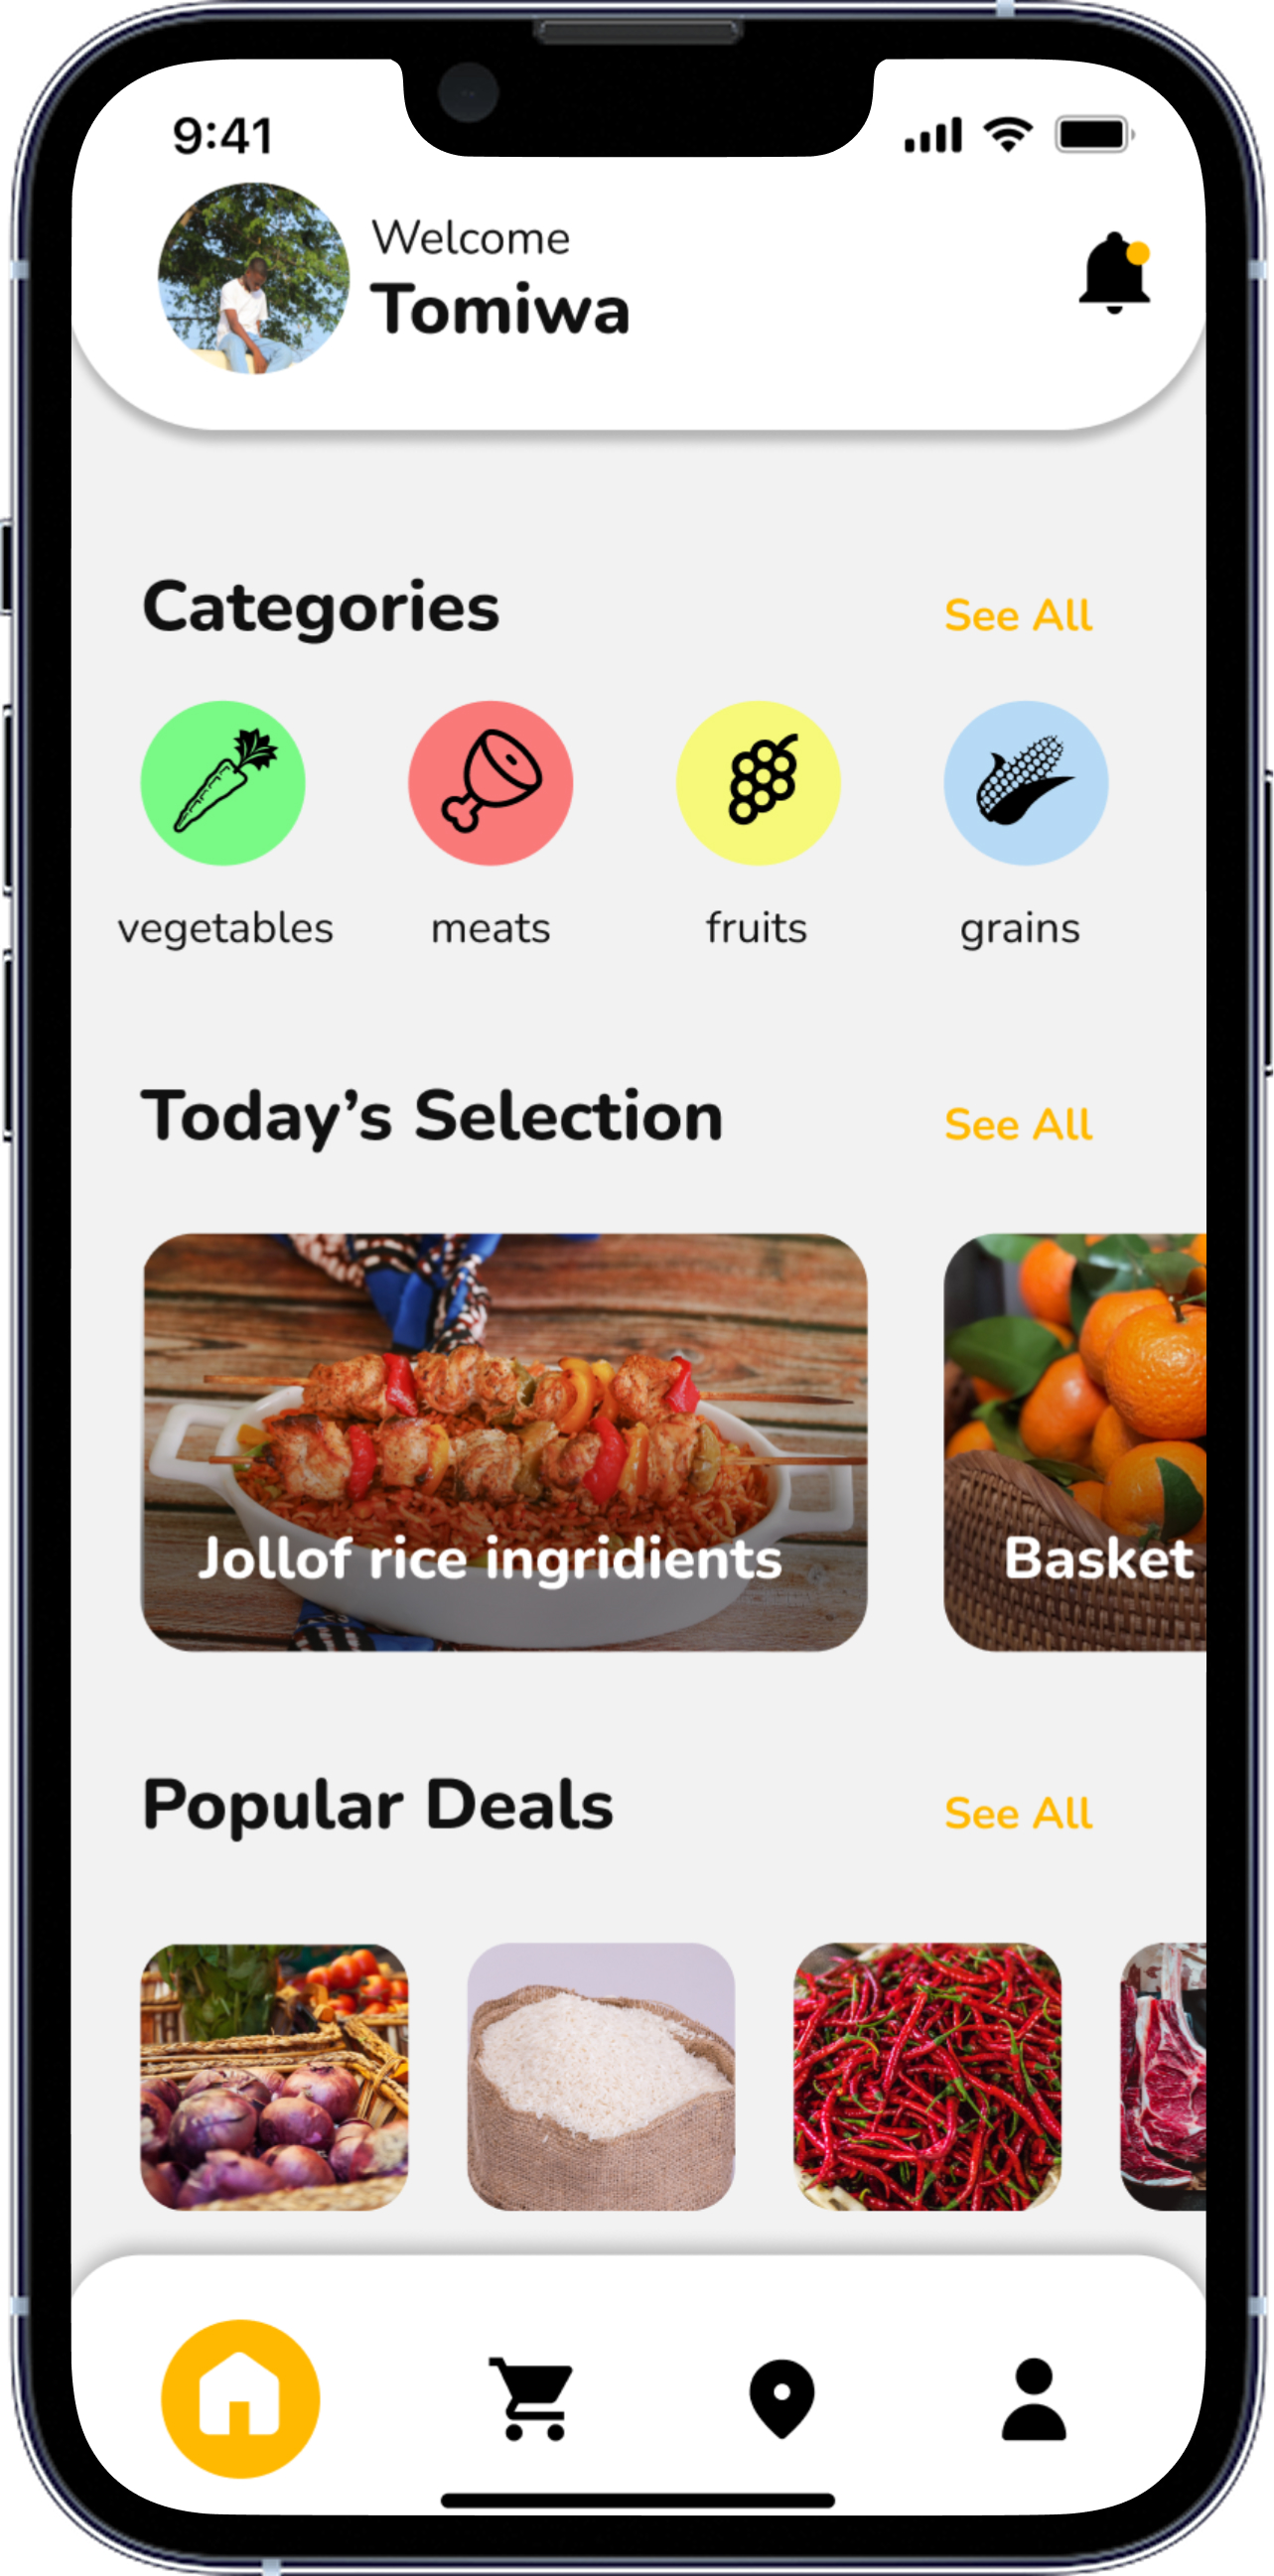 9:41
Welcome
Tomiwa
Categories
See All
vegetables
meats
fruits
grains
Today’s Selection
See All
Jollof rice ingridients
Basket
Popular Deals
See All